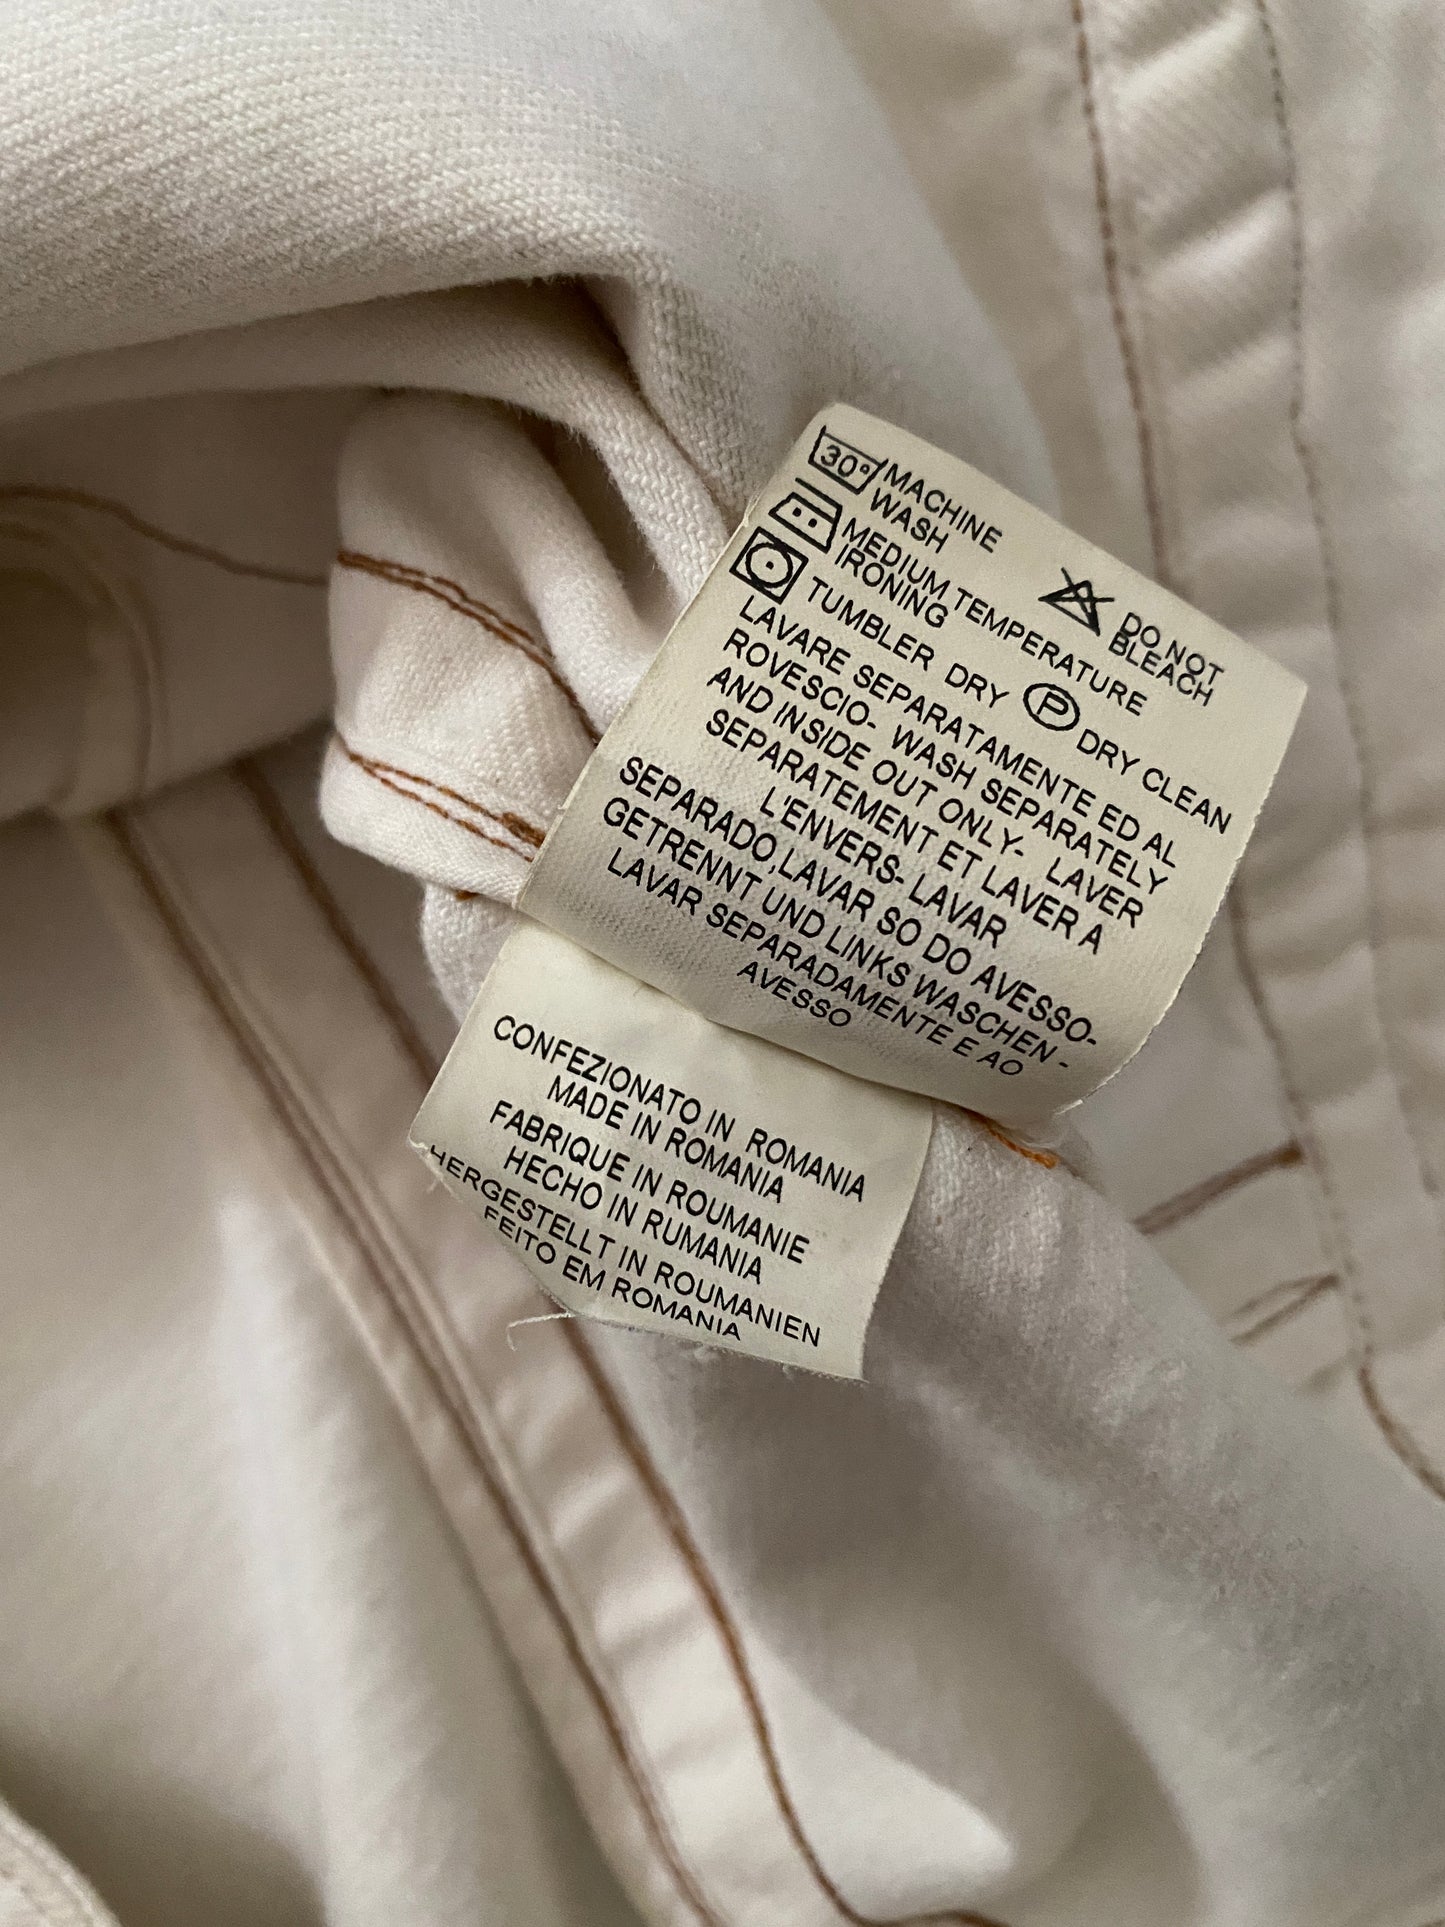 30° MACHINE
WASH
MEDIUM TEMPERATURE
IRONING
DO NOT
BLEACH
TUMBLER DRY P DRY CLEAN
LAVARE SEPARATAMENTE ED AL
ROVESCIO- WASH SEPARATELY
AND INSIDE OUT ONLY- LAVER
SEPARATEMENT ET LAVER A
L'ENVERS- LAVAR
SEPARADO,LAVAR SO DO AVESSO-
GETRENNT UND LINKS WASCHEN -
LAVAR SEPARADAMENTE E AO
AVESSO
CONFEZIONATO IN ROMANIA
MADE IN ROMANIA
FABRIQUE IN ROUMANIE
HECHO IN RUMANIA
HERGESTELLT IN ROUMANIEN
FEITO EM ROMANIA